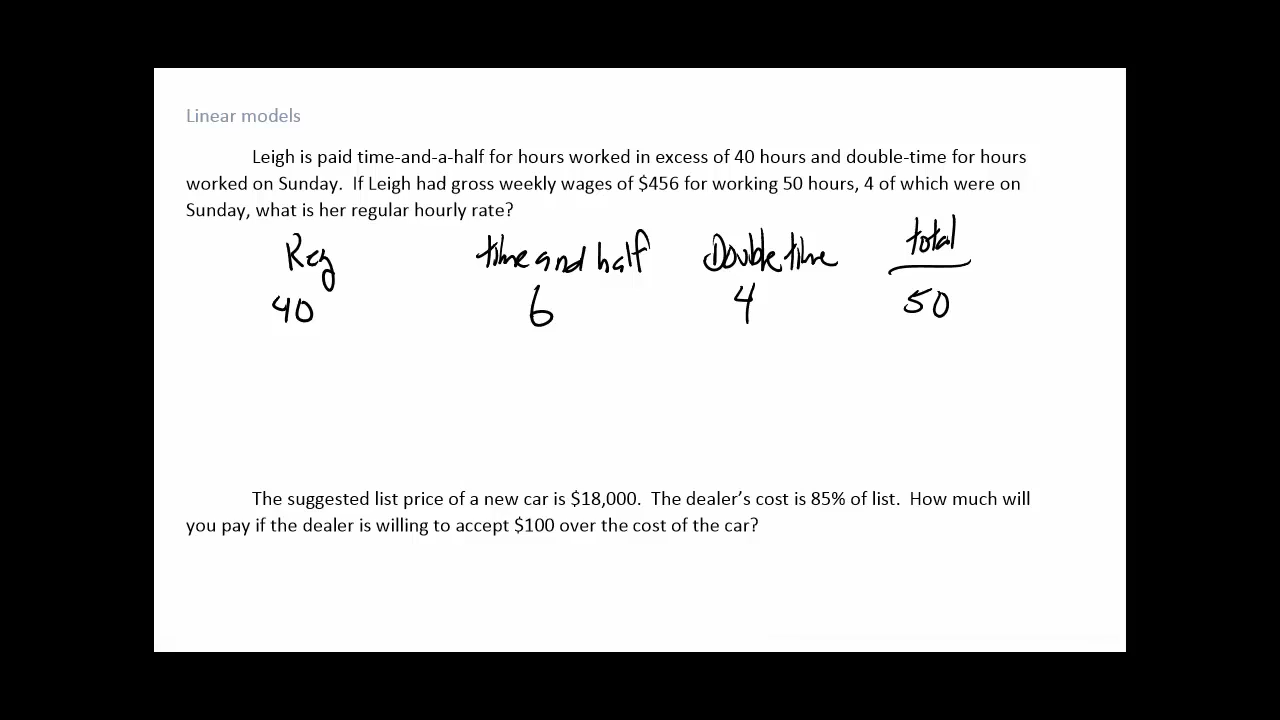 Linear models
Leigh is paid time-and-a-half for hours worked in excess of 40 hours and double-time for hours
worked on Sunday.  If Leigh had gross weekly wages of $456 for working 50 hours, 4 of which were on
Sunday, what is her regular hourly rate?
Reg time and half Double time total
40 6 4 50
The suggested list price of a new car is $18,000.  The dealer's cost is 85% of list.  How much will
you pay if the dealer is willing to accept $100 over the cost of the car?